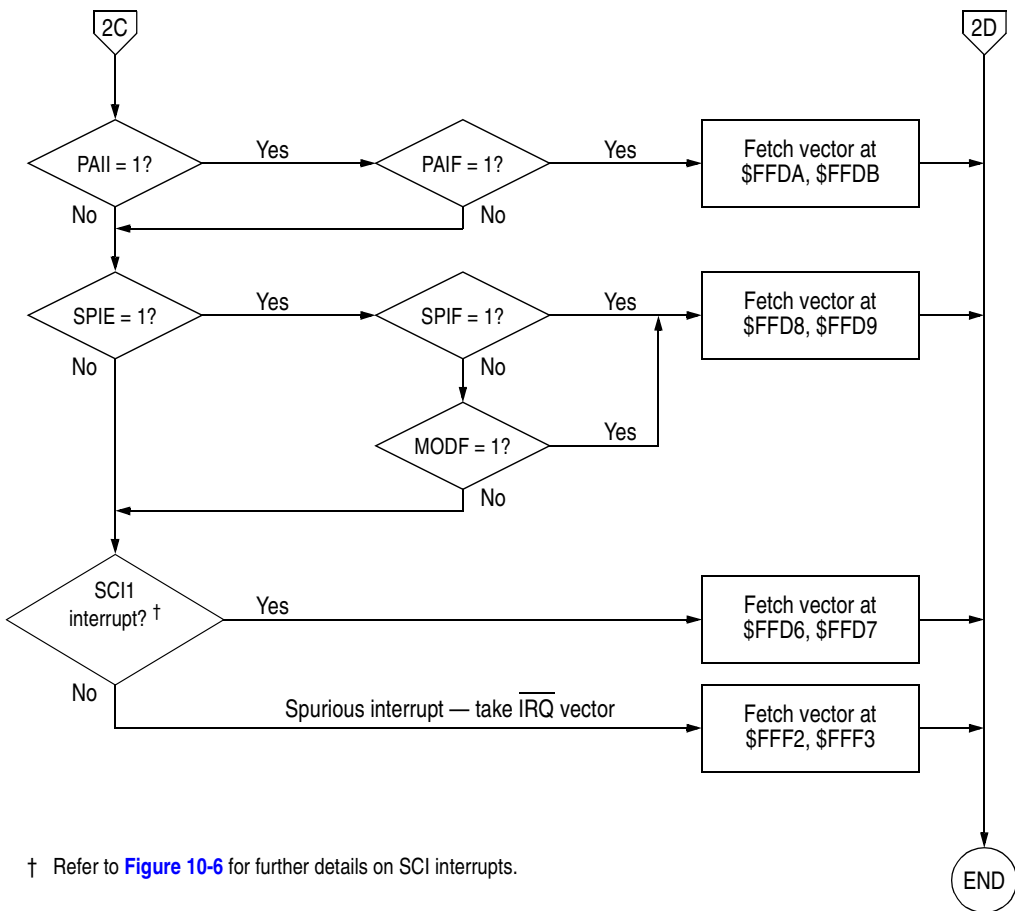 2C
2D
PAII = 1?
Yes
PAIF = 1?
Yes
Fetch vector at
$FFDA, $FFDB
No
No
SPIE = 1?
Yes
SPIF = 1?
Yes
Fetch vector at
$FFD8, $FFD9
No
No
MODF = 1?
Yes
No
SCI1
interrupt? †
Yes
Fetch vector at
$FFD6, $FFD7
No
Spurious interrupt — take IRQ vector
Fetch vector at
$FFF2, $FFF3
† Refer to Figure 10-6 for further details on SCI interrupts.
END